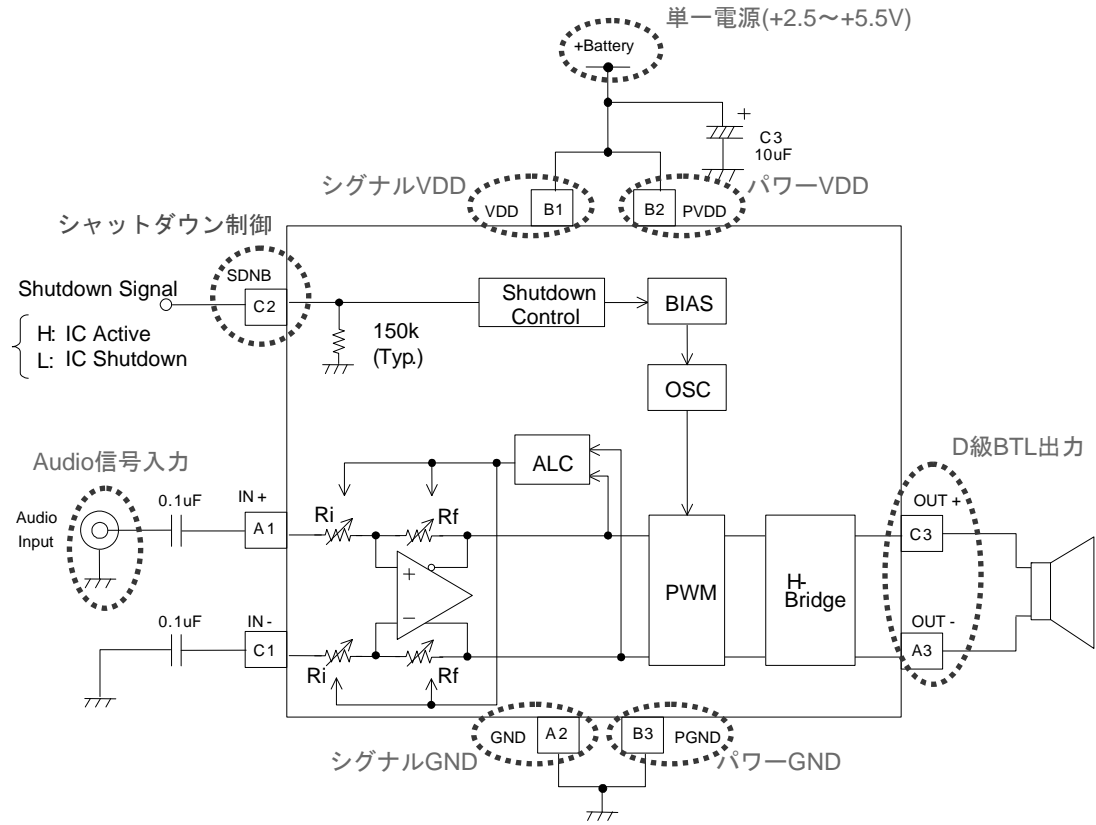 単一電源(+2.5～+5.5V)
+Battery
+
C3
10uF
シグナルVDD
パワーVDD
VDD
B1
B2
PVDD
シャットダウン制御
SDNB
Shutdown Signal
C2
H: IC Active
L: IC Shutdown
150k
(Typ.)
Shutdown
Control
BIAS
OSC
ALC
Audio信号入力
D級BTL出力
0.1uF
IN+
Audio
Input
A1
Ri
Rf
OUT+
C3
+
−
PWM
H-
Bridge
0.1uF
IN-
C1
Ri
Rf
OUT-
A3
GND
A2
B3
PGND
シグナルGND
パワーGND